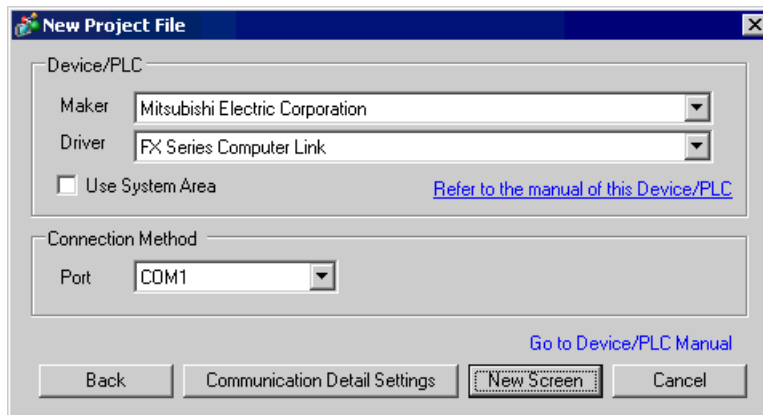 New Project File
Device/PLC
Maker Mitsubishi Electric Corporation
Driver FX Series Computer Link
Use System Area Refer to the manual of this Device/PLC
Connection Method
Port COM1
Go to Device/PLC Manual
Back Communication Detail Settings New Screen Cancel